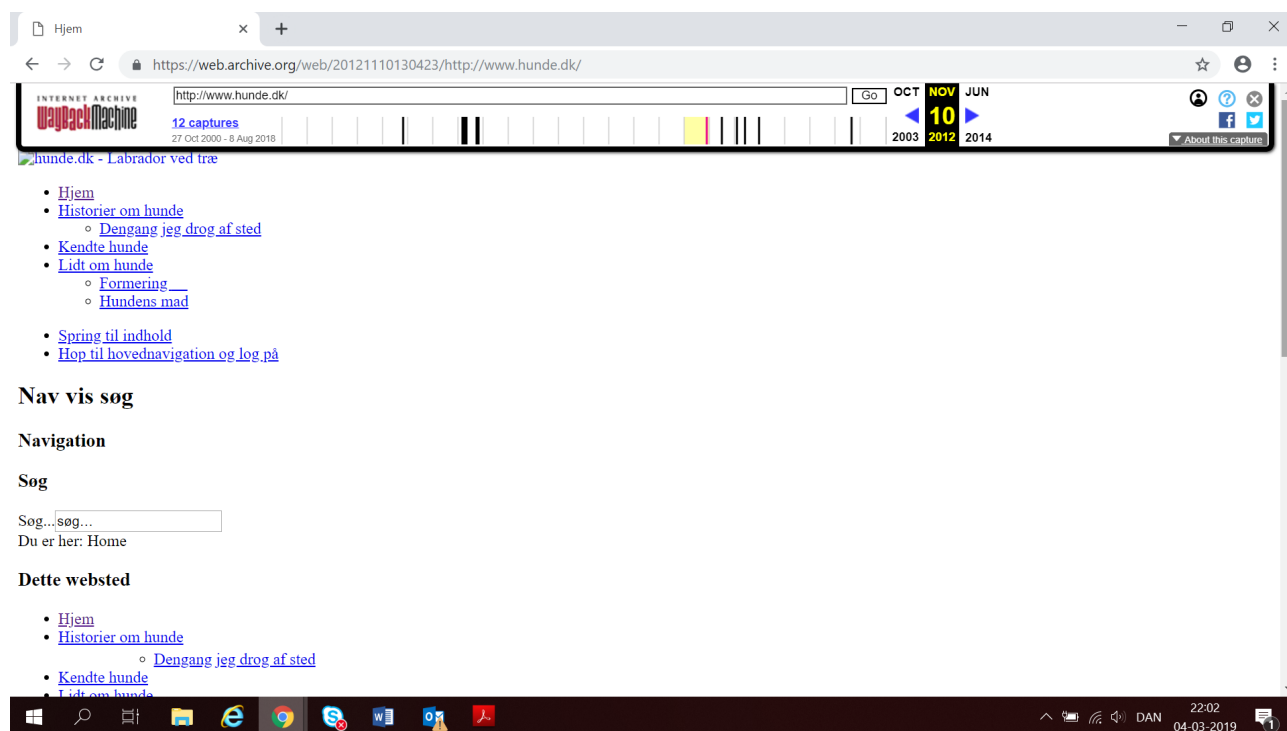 Hjem
https://web.archive.org/web/20121110130423/http://www.hunde.dk/
INTERNET ARCHIVE
WayBackMachine
http://www.hunde.dk/
Go
OCT NOV JUN
12 captures
10
27 Oct 2000 - 8 Aug 2018
2003 2012 2014
About this capture
hunde.dk - Labrador ved træ
Hjem
Historier om hunde
Dengang jeg drog af sted
Kendte hunde
Lidt om hunde
Formering
Hundens mad
Spring til indhold
Hop til hovednavigation og log på
Nav vis søg
Navigation
Søg
Søg...søg...
Du er her: Home
Dette websted
Hjem
Historier om hunde
Dengang jeg drog af sted
Kendte hunde
Lidt om hunde
DAN
22:02
04-03-2019
1